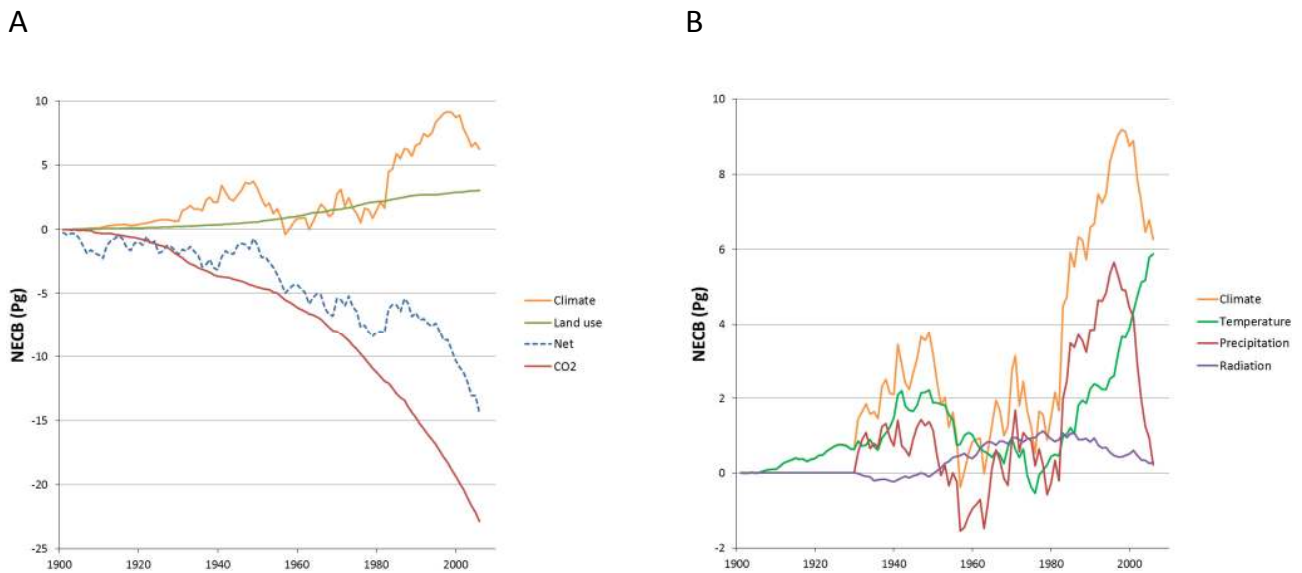 A
B
10
5
0
-5
-10
-15
-20
-25
NECB (Pg)
1900
1920
1940
1960
1980
2000
Climate
Land use
Net
CO2
10
8
6
4
2
0
-2
NECB (Pg)
1900
1920
1940
1960
1980
2000
Climate
Temperature
Precipitation
Radiation